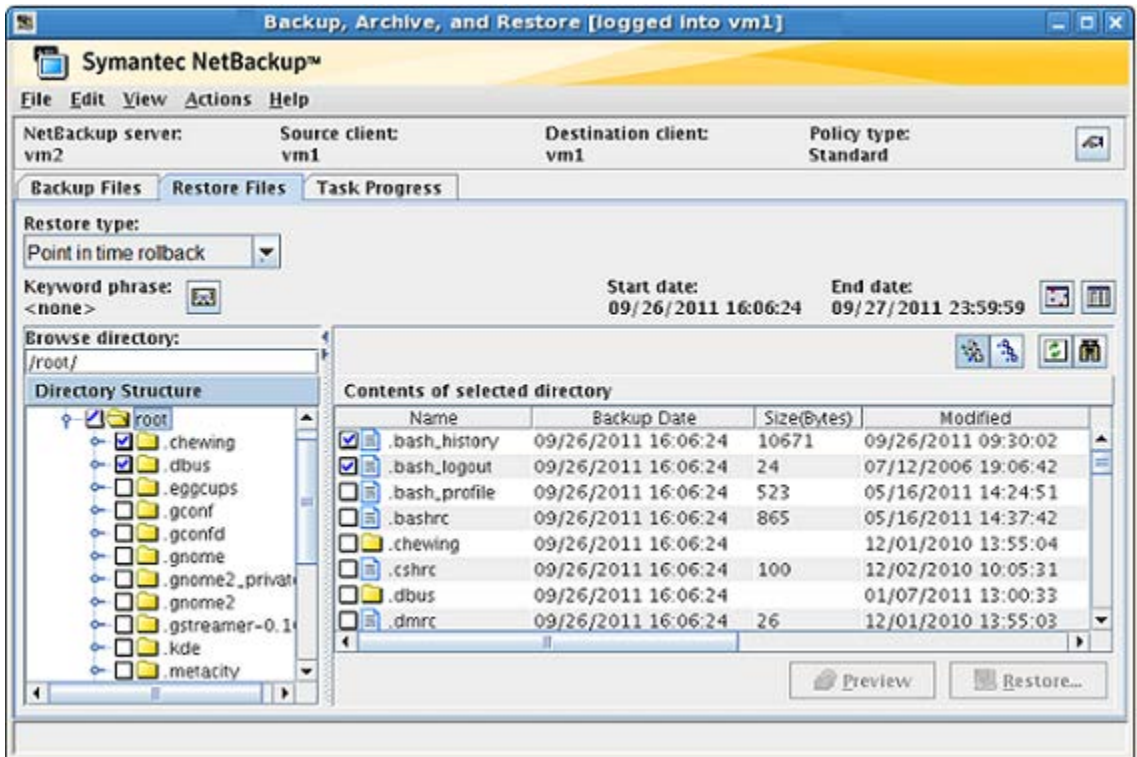 Backup, Archive, and Restore [logged into vm1]
Symantec NetBackup™
File Edit View Actions Help
NetBackup server: Source client: Destination client: Policy type:
vm2 vm1 vm1 Standard
Backup Files Restore Files Task Progress
Restore type:
Point in time rollback
Keyword phrase: Start date: End date:
<none> 09/26/2011 16:06:24 09/27/2011 23:59:59
Browse directory:
/root/
Directory Structure
root
.chewing
.dbus
.eggcups
.gconf
.gconfd
.gnome
.gnome2_privat
.gnome2
.gstreamer-0.1
.kde
.metacity
Contents of selected directory
Name Backup Date Size(Bytes) Modified
.bash_history 09/26/2011 16:06:24 10671 09/26/2011 09:30:02
.bash_logout 09/26/2011 16:06:24 24 07/12/2006 19:06:42
.bash_profile 09/26/2011 16:06:24 523 05/16/2011 14:24:51
.bashrc 09/26/2011 16:06:24 865 05/16/2011 14:37:42
.chewing 09/26/2011 16:06:24 12/01/2010 13:55:04
.cshrc 09/26/2011 16:06:24 100 12/02/2010 10:05:31
.dbus 09/26/2011 16:06:24 01/07/2011 13:00:33
.dmrc 09/26/2011 16:06:24 26 12/01/2010 13:55:03
Preview Restore...